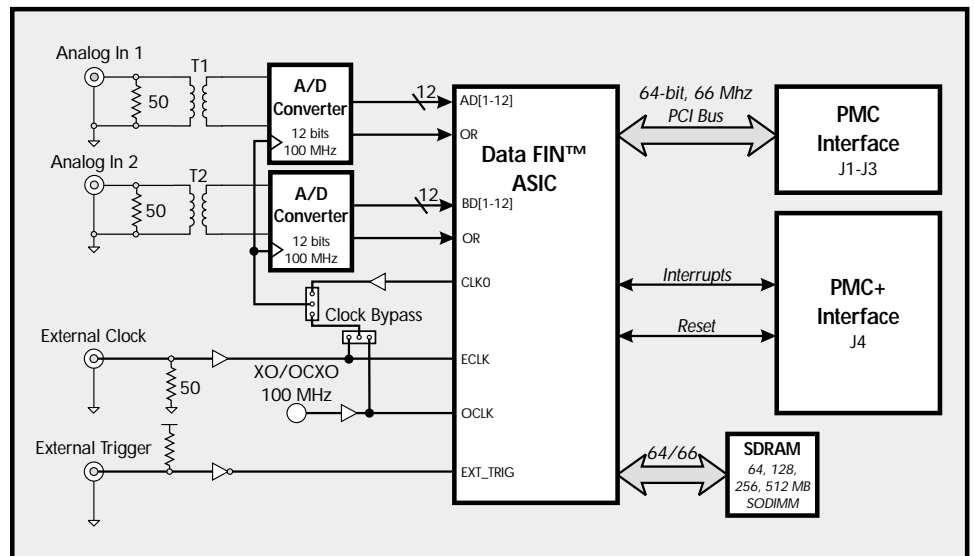 Analog In 1
T1
50
A/D
Converter
12 bits
100 MHz
12
AD[1-12]
OR
Analog In 2
T2
50
A/D
Converter
12 bits
100 MHz
12
BD[1-12]
OR
Data FIN™
ASIC
64-bit, 66 Mhz
PCI Bus
PMC
Interface
J1-J3
CLK0
Clock Bypass
Interrupts
Reset
PMC+
Interface
J4
External Clock
50
ECLK
XO/OCXO
100 MHz
OCLK
External Trigger
EXT_TRIG
64/66
SDRAM
64, 128,
256, 512 MB
SODIMM